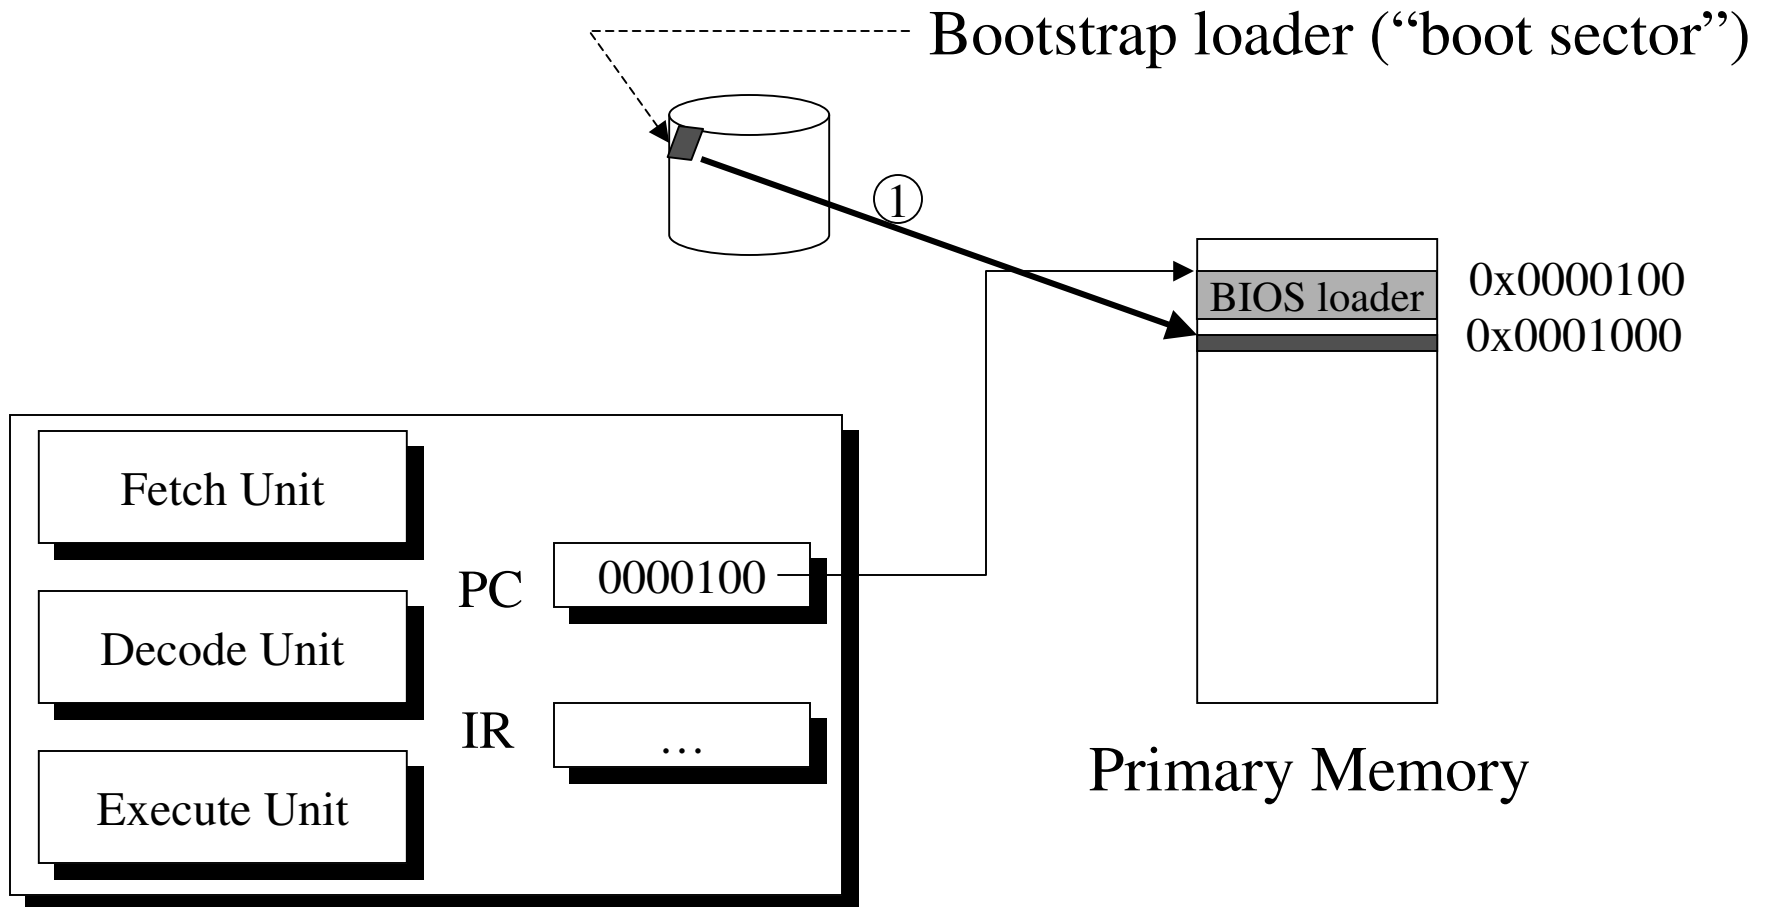 Bootstrap loader (“boot sector”)
1
BIOS loader
0x0000100
0x0001000
Fetch Unit
PC
0000100
Decode Unit
IR
…
Execute Unit
Primary Memory